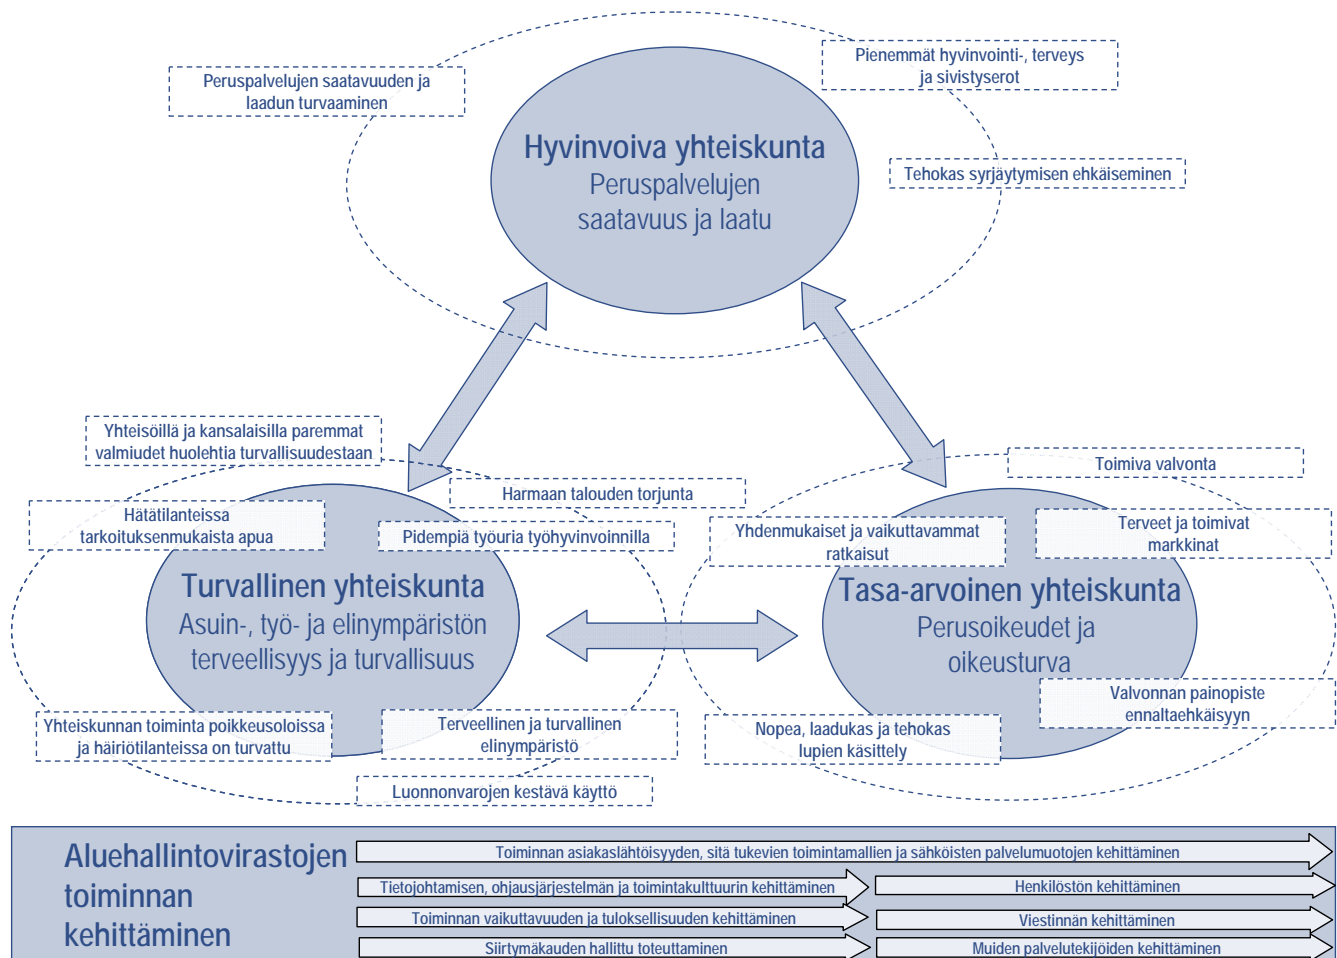 Peruspalvelujen saatavuuden ja
laadun turvaaminen
Pienemmät hyvinvointi-, terveys
ja sivistyserot
Hyvinvoiva yhteiskunta
Peruspalvelujen
saatavuus ja laatu
Tehokas syrjäytymisen ehkäiseminen
Yhteisöillä ja kansalaisilla paremmat
valmiudet huolehtia turvallisuudestaan
Harmaan talouden torjunta
Hätätilanteissa
tarkoituksenmukaista apua
Pidempiä työuria työhyvinvoinnilla
Turvallinen yhteiskunta
Asuin-, työ- ja elinympäristön
terveellisyys ja turvallisuus
Yhteiskunnan toiminta poikkeusoloissa
ja häiriötilanteissa on turvattu
Terveellinen ja turvallinen
elinympäristö
Luonnonvarojen kestävä käyttö
Toimiva valvonta
Yhdenmukaiset ja vaikuttavammat
ratkaisut
Terveet ja toimivat
markkinat
Tasa-arvoinen yhteiskunta
Perusoikeudet ja
oikeusturva
Valvonnan painopiste
ennaltaehkäisyyn
Nopea, laadukas ja tehokas
lupien käsittely
Aluehallintovirastojen
toiminnan
kehittäminen
Toiminnan asiakaslähtöisyyden, sitä tukevien toimintamallien ja sähköisten palvelumuotojen kehittäminen
Tietojohtamisen, ohjausjärjestelmän ja toimintakulttuurin kehittäminen
Henkilöstön kehittäminen
Toiminnan vaikuttavuuden ja tuloksellisuuden kehittäminen
Viestinnän kehittäminen
Siirtymäkauden hallittu toteuttaminen
Muiden palvelutekijöiden kehittäminen